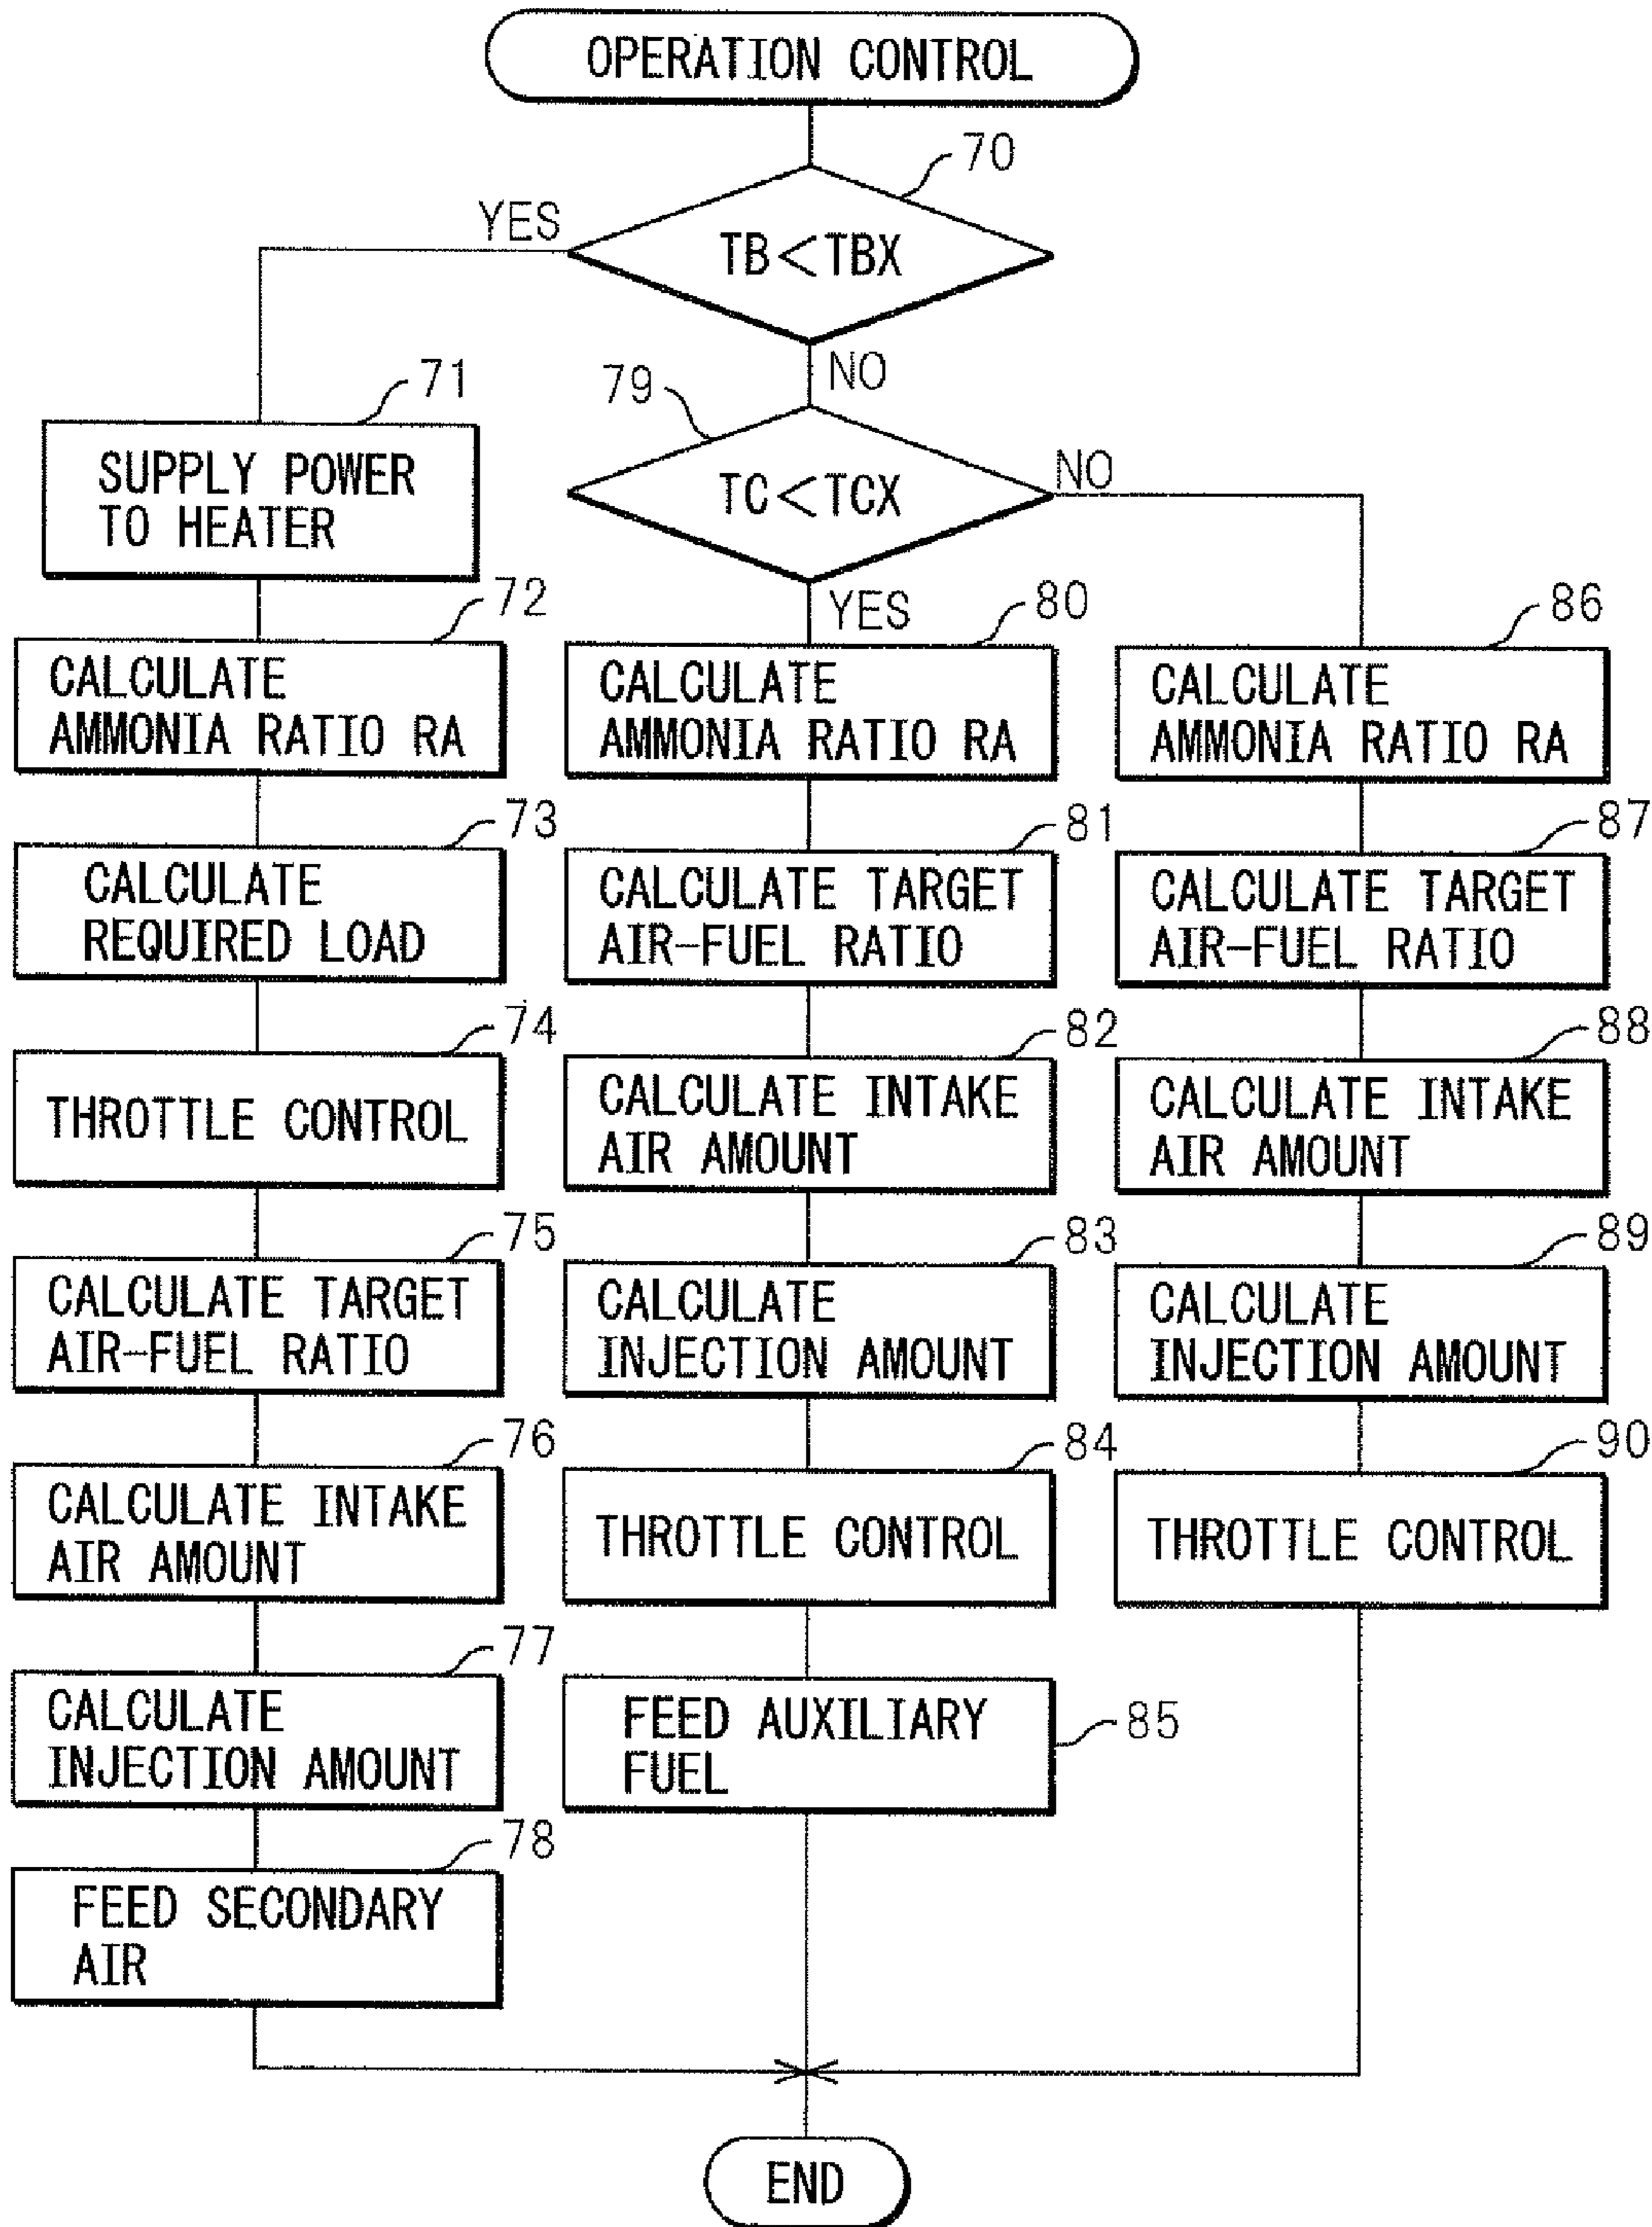 OPERATION CONTROL
70
YES
TB<TBX
NO
79
TC<TCX
NO
YES
71
SUPPLY POWER
TO HEATER
72
CALCULATE
AMMONIA RATIO RA
73
CALCULATE
REQUIRED LOAD
74
THROTTLE CONTROL
75
CALCULATE TARGET
AIR-FUEL RATIO
76
CALCULATE INTAKE
AIR AMOUNT
77
CALCULATE
INJECTION AMOUNT
78
FEED SECONDARY
AIR
80
CALCULATE
AMMONIA RATIO RA
81
CALCULATE TARGET
AIR-FUEL RATIO
82
CALCULATE INTAKE
AIR AMOUNT
83
CALCULATE
INJECTION AMOUNT
84
THROTTLE CONTROL
FEED AUXILIARY
FUEL
85
86
CALCULATE
AMMONIA RATIO RA
87
CALCULATE TARGET
AIR-FUEL RATIO
88
CALCULATE INTAKE
AIR AMOUNT
89
CALCULATE
INJECTION AMOUNT
90
THROTTLE CONTROL
END